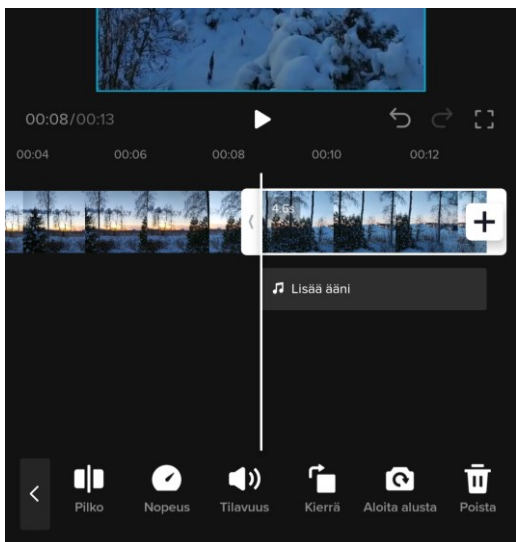 00:08/00:13
00:04 00:06 00:08 00:10 00:12
4.6s
Lisää ääni
Pilko Nopeus Tilavuus Kierrä Aloita alusta Poista